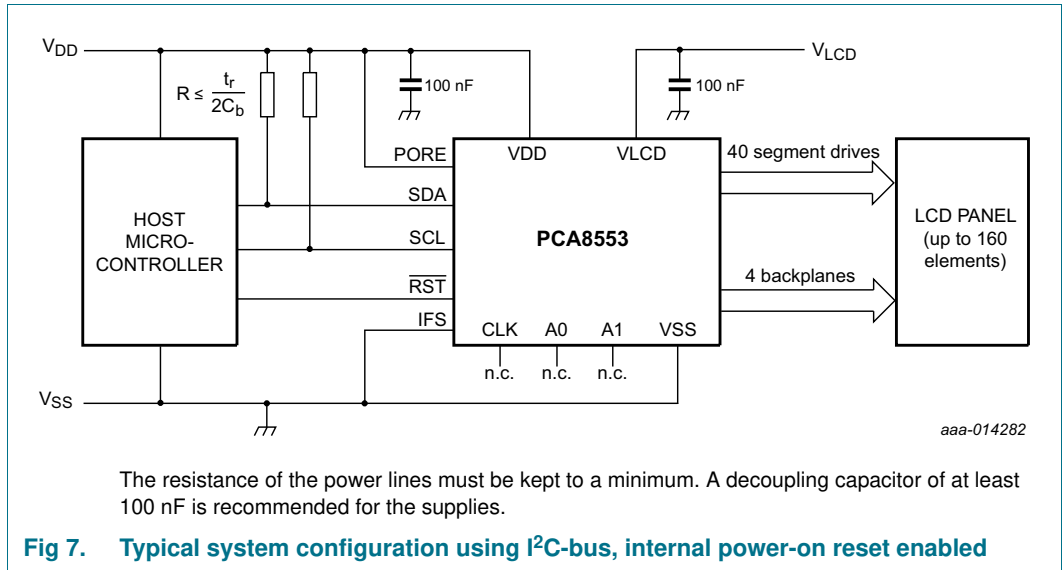 VDD
VLCD
R ≤ tr / 2Cb
100 nF
100 nF
PORE
VDD
VLCD
40 segment drives
SDA
HOST
MICRO-
CONTROLLER
SCL
PCA8553
LCD PANEL
(up to 160
elements)
RST
4 backplanes
IFS
CLK
A0
A1
VSS
n.c.
n.c.
n.c.
VSS
aaa-014282
The resistance of the power lines must be kept to a minimum. A decoupling capacitor of at least
100 nF is recommended for the supplies.
Fig 7. Typical system configuration using I²C-bus, internal power-on reset enabled